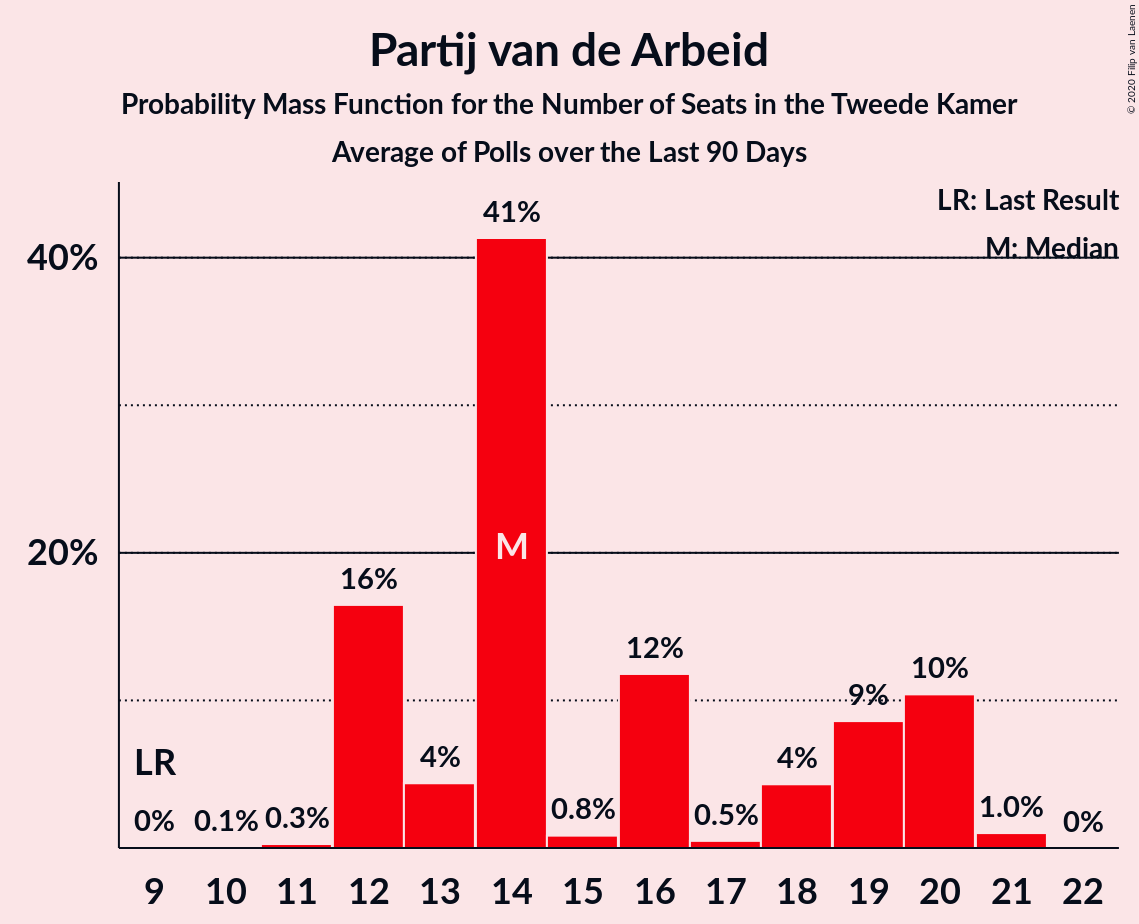 Partij van de Arbeid
Probability Mass Function for the Number of Seats in the Tweede Kamer
Average of Polls over the Last 90 Days
© 2020 Filip van Laenen
LR: Last Result
M: Median
40%
20%
LR
M
0%
0.1%
0.3%
16%
4%
41%
0.8%
12%
0.5%
4%
9%
10%
1.0%
0%
9 10 11 12 13 14 15 16 17 18 19 20 21 22